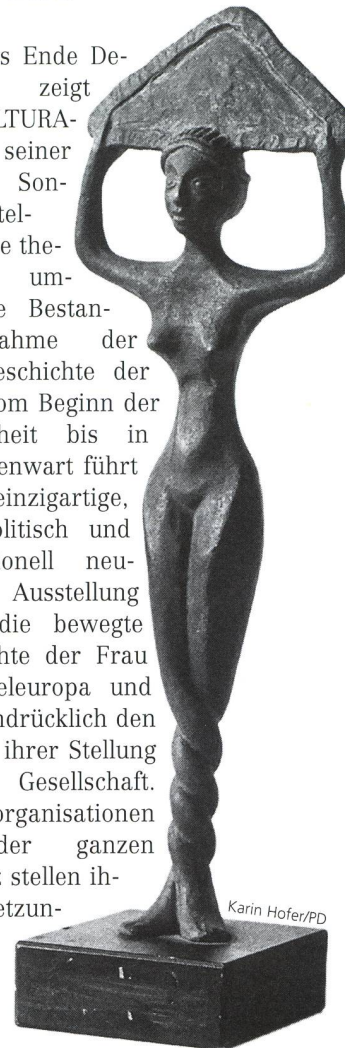 s Ende De-
zeigt
LTURA-
seiner
Son-
tel-
e the-
um-
e Bestan-
ahme der
eschichte der
om Beginn der
heit bis in
enwart führt
einzigartige,
olitisch und
onell neu-
Ausstellung
die bewegte
hte der Frau
eleuropa und
ndrücklich den
ihrer Stellung
Gesellschaft.
organisationen
der ganzen
z stellen ih-
etzun-
Karin Hofer/PD